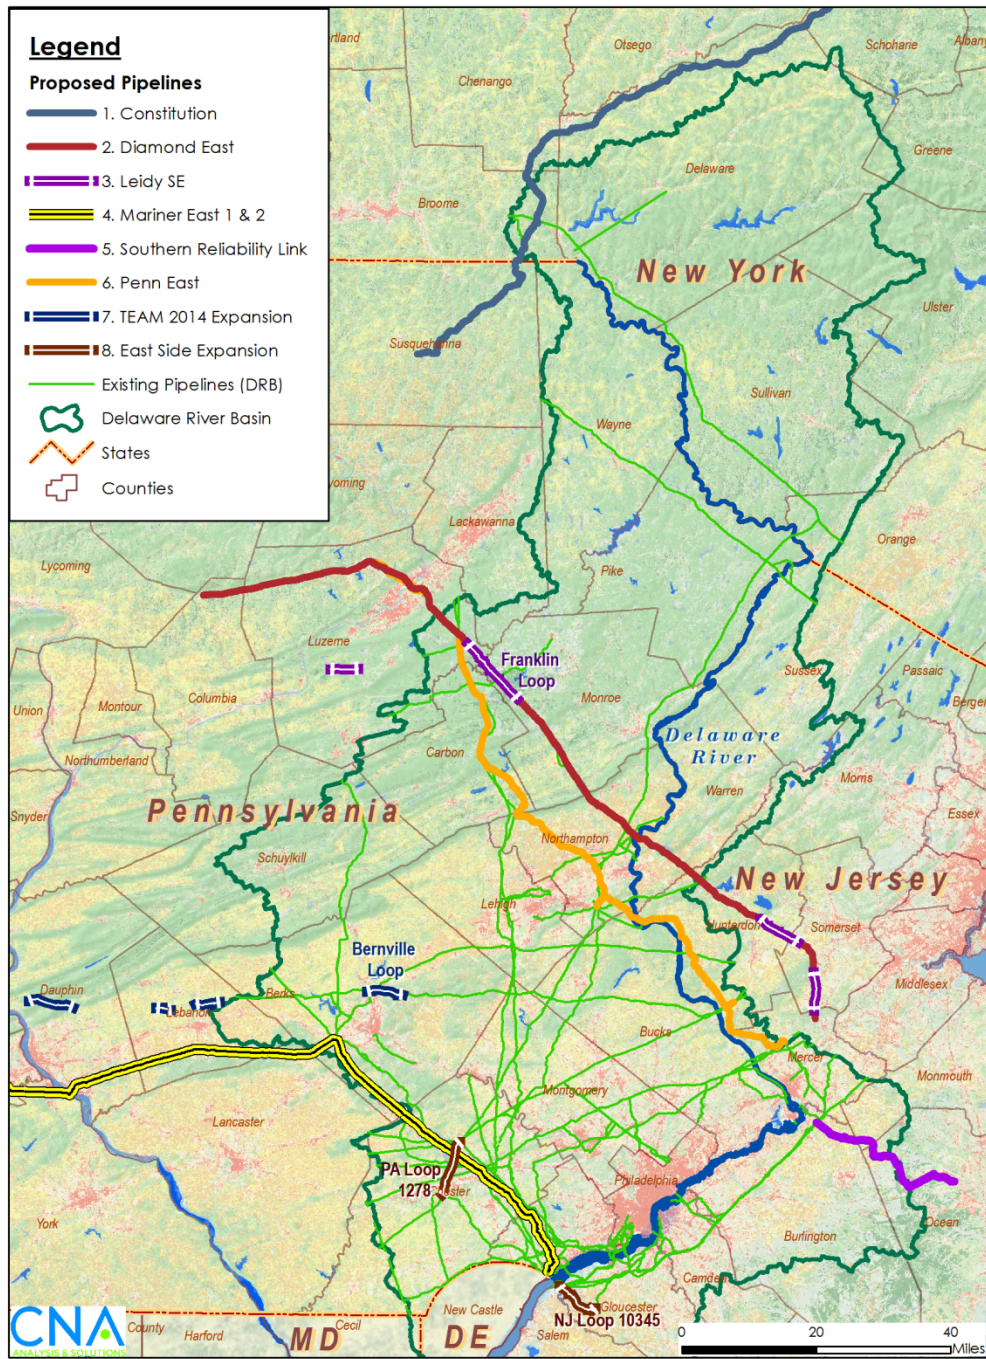 Legend
Proposed Pipelines
1. Constitution
2. Diamond East
3. Leidy SE
4. Mariner East 1 & 2
5. Southern Reliability Link
6. Penn East
7. TEAM 2014 Expansion
8. East Side Expansion
Existing Pipelines (DRB)
Delaware River Basin
States
Counties
Otsego
Schoharie
Albany
Chenango
Greene
Delaware
Broome
New York
Ulster
Susquehanna
Sullivan
Wayne
Lackawanna
Orange
Lycoming
Pike
Luzerne
Franklin
Loop
Sussex
Passaic
Columbia
Monroe
Bergen
Union
Montour
Delaware
River
Northumberland
Carbon
Morris
Warren
Pennsylvania
Essex
Snyder
Northampton
Schuylkill
New Jersey
Lehigh
Hunterdon
Somerset
Bernville
Loop
Dauphin
Berks
Lebanon
Middlesex
Bucks
Mercer
Monmouth
Montgomery
Lancaster
PA Loop
1278
Philadelphia
York
Ocean
Burlington
Camden
New Castle
Gloucester
NJ Loop 10345
Salem
CNA
ANALYSIS & SOLUTIONS
County
Harford
MD
Cecil
DE
0
20
40
Miles